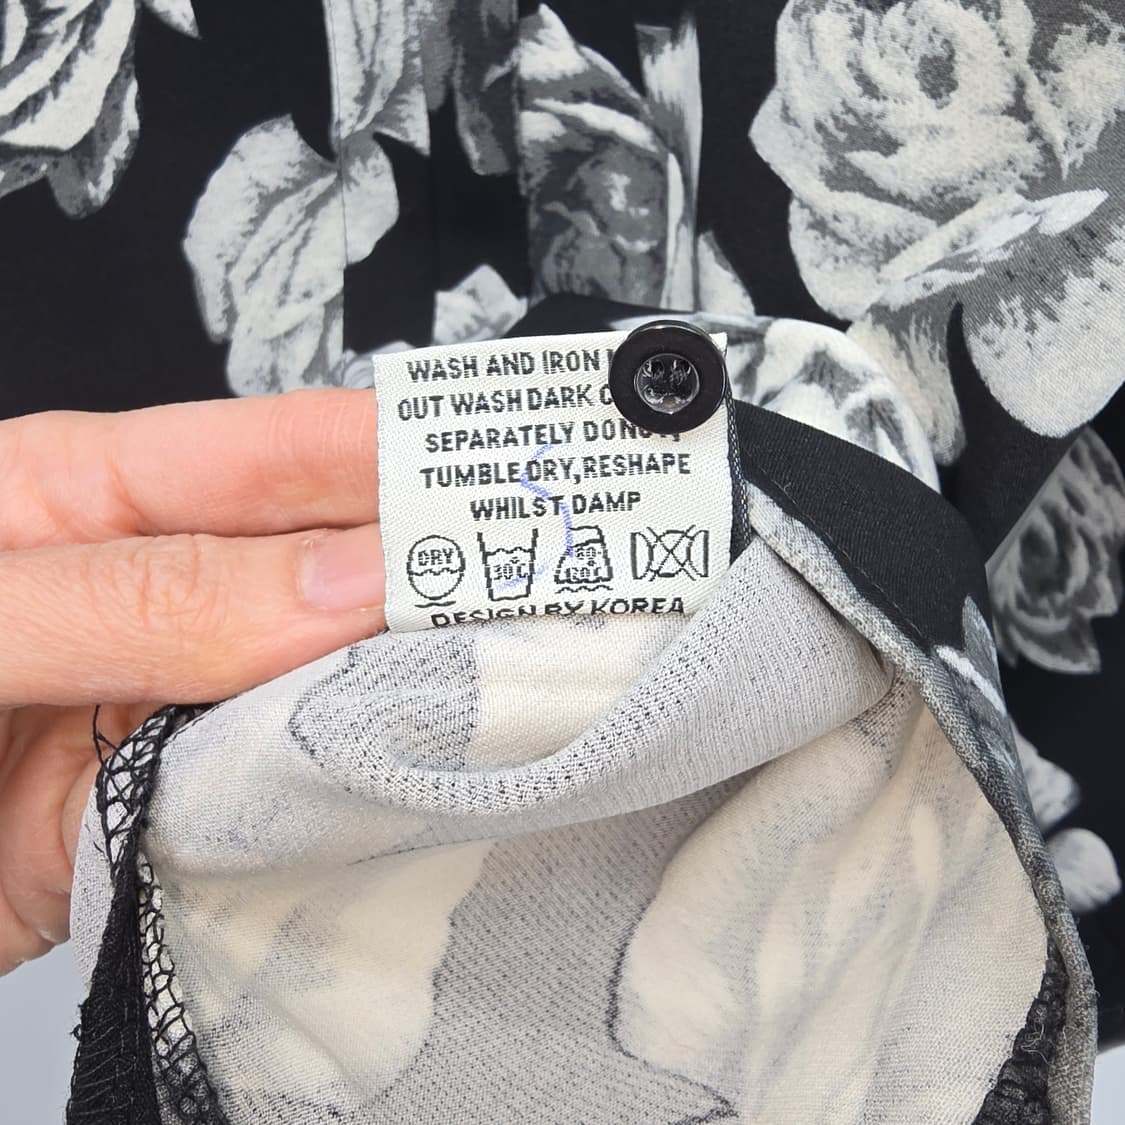 WASH AND IRON
OUT WASH DARK
SEPARATELY DO NOT,
TUMBLE DRY,RESHAPE
WHILST DAMP
DRY 30°C
DESIGN BY KOREA